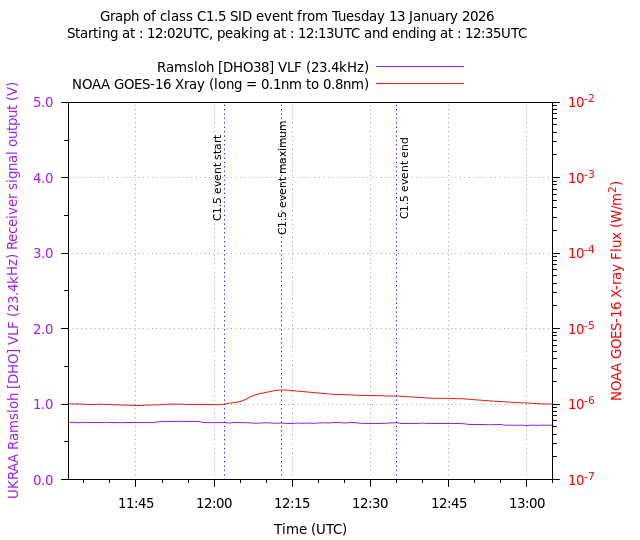 Graph of class C1.5 SID event from Tuesday 13 January 2026
Starting at : 12:02UTC, peaking at : 12:13UTC and ending at : 12:35UTC
Ramsloh [DHO38] VLF (23.4kHz)
NOAA GOES-16 Xray (long = 0.1nm to 0.8nm)
UKRAA Ramsloh [DHO] VLF (23.4kHz) Receiver signal output (V)
5.0
4.0
3.0
2.0
1.0
0.0
C1.5 event start
C1.5 event maximum
C1.5 event end
10⁻²
10⁻³
10⁻⁴
10⁻⁵
10⁻⁶
10⁻⁷
NOAA GOES-16 X-ray Flux (W/m²)
11:45 12:00 12:15 12:30 12:45 13:00
Time (UTC)